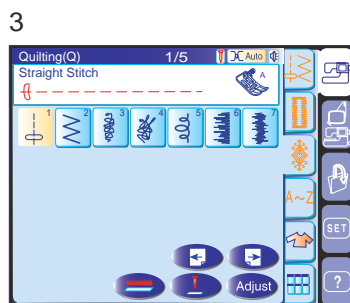 3
Quilting(Q) 1/5 Auto
Straight Stitch
A
1 2 3 4 5 6 7
A~Z
SET
Adjust
?